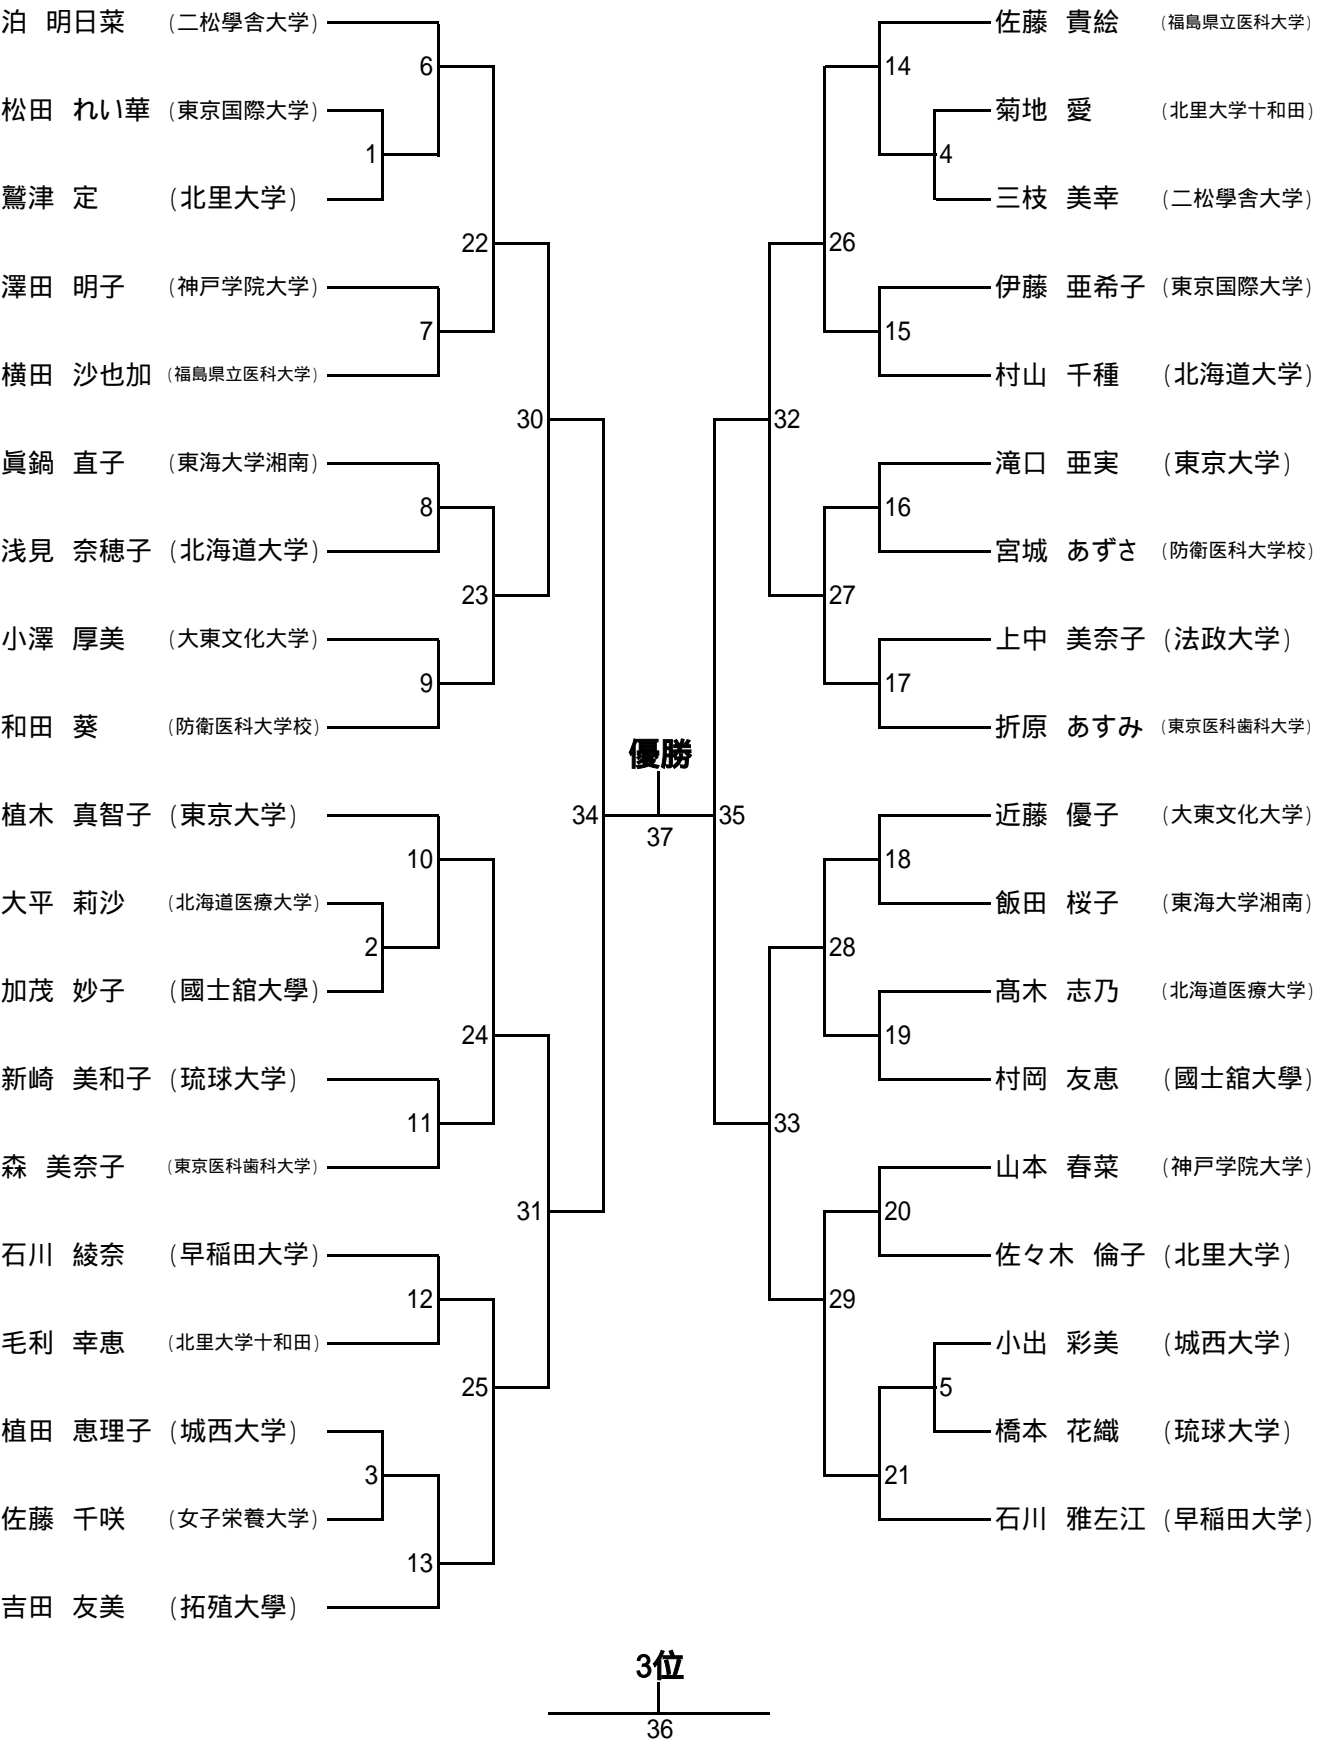 泊 明日菜 (二松學舎大学)
6
松田 れい華 (東京国際大学)
1
鷲津 定 (北里大学)
22
澤田 明子 (神戸学院大学)
7
横田 沙也加 (福島県立医科大学)
30
眞鍋 直子 (東海大学湘南)
8
浅見 奈穂子 (北海道大学)
23
小澤 厚美 (大東文化大学)
9
和田 葵 (防衛医科大学校)
34
植木 真智子 (東京大学)
10
大平 莉沙 (北海道医療大学)
2
加茂 妙子 (國士舘大學)
24
新崎 美和子 (琉球大学)
11
森 美奈子 (東京医科歯科大学)
31
石川 綾奈 (早稲田大学)
12
毛利 幸恵 (北里大学十和田)
25
植田 恵理子 (城西大学)
3
佐藤 千咲 (女子栄養大学)
13
吉田 友美 (拓殖大學)
優勝
37
佐藤 貴絵 (福島県立医科大学)
14
菊地 愛 (北里大学十和田)
4
三枝 美幸 (二松學舎大学)
26
伊藤 亜希子 (東京国際大学)
15
村山 千種 (北海道大学)
32
滝口 亜実 (東京大学)
16
宮城 あずさ (防衛医科大学校)
27
上中 美奈子 (法政大学)
17
折原 あすみ (東京医科歯科大学)
35
近藤 優子 (大東文化大学)
18
飯田 桜子 (東海大学湘南)
28
髙木 志乃 (北海道医療大学)
19
村岡 友恵 (國士舘大學)
33
山本 春菜 (神戸学院大学)
20
佐々木 倫子 (北里大学)
29
小出 彩美 (城西大学)
5
橋本 花織 (琉球大学)
21
石川 雅左江 (早稲田大学)
3位
36